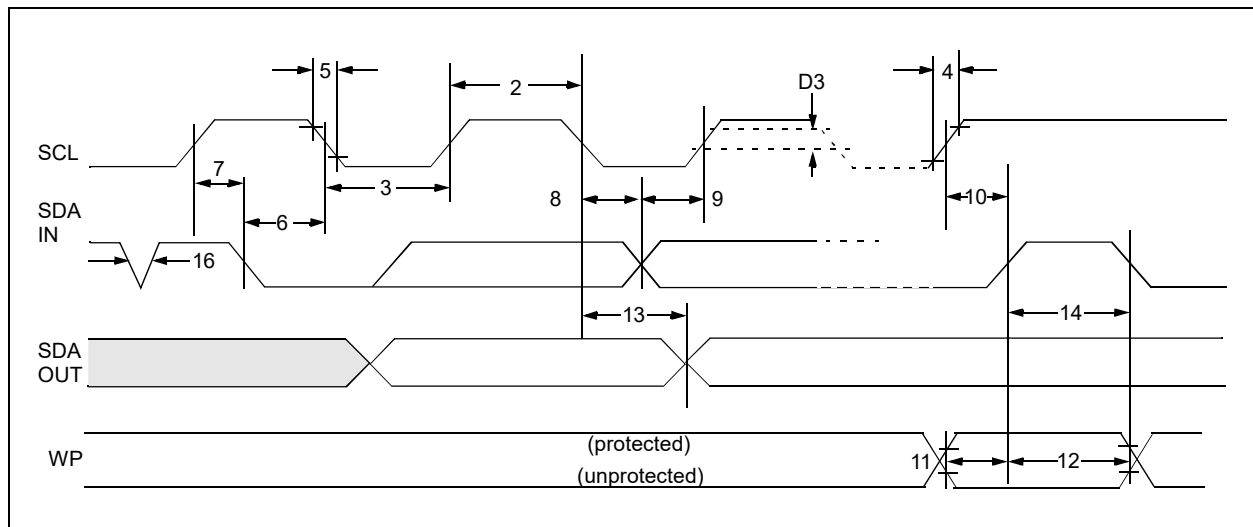 5
2
D3
4
SCL
7
3
8
9
10
SDA
IN
6
16
13
14
SDA
OUT
(protected)
WP
11
12
(unprotected)